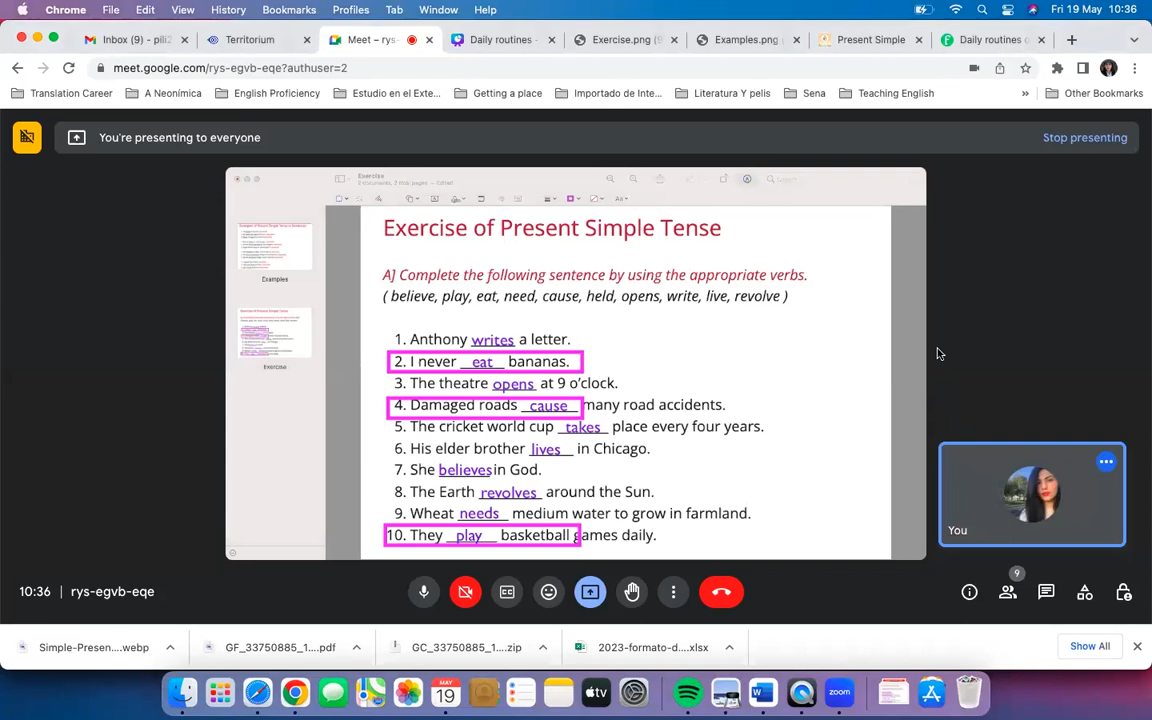 Chrome File Edit View History Bookmarks Profiles Tab Window Help Fri 19 May 10:36
Inbox (9) – pili2 Territorium Meet – rys- Daily routines – Exercise.png (9 Examples.png ( Present Simple Daily routines o
meet.google.com/rys-egvb-eqe?authuser=2
Translation Career A Neonímica English Proficiency Estudio en el Exte... Getting a place Importado de Inte... Literatura Y pelis Sena Teaching English » Other Bookmarks
You're presenting to everyone Stop presenting
Exercise
Exercise of Present Simple Tense
A] Complete the following sentence by using the appropriate verbs.
( believe, play, eat, need, cause, held, opens, write, live, revolve )
Examples
Exercise
1. Anthony writes a letter.
2. I never eat bananas.
3. The theatre opens at 9 o'clock.
4. Damaged roads cause many road accidents.
5. The cricket world cup takes place every four years.
6. His elder brother lives in Chicago.
7. She believes in God.
8. The Earth revolves around the Sun.
9. Wheat needs medium water to grow in farmland.
10. They play basketball games daily.
You
9
10:36 | rys-egvb-eqe
Simple-Presen....webp GF_33750885_1....pdf GC_33750885_1....zip 2023-formato-d....xlsx Show All
MAY
19
tv
zoom